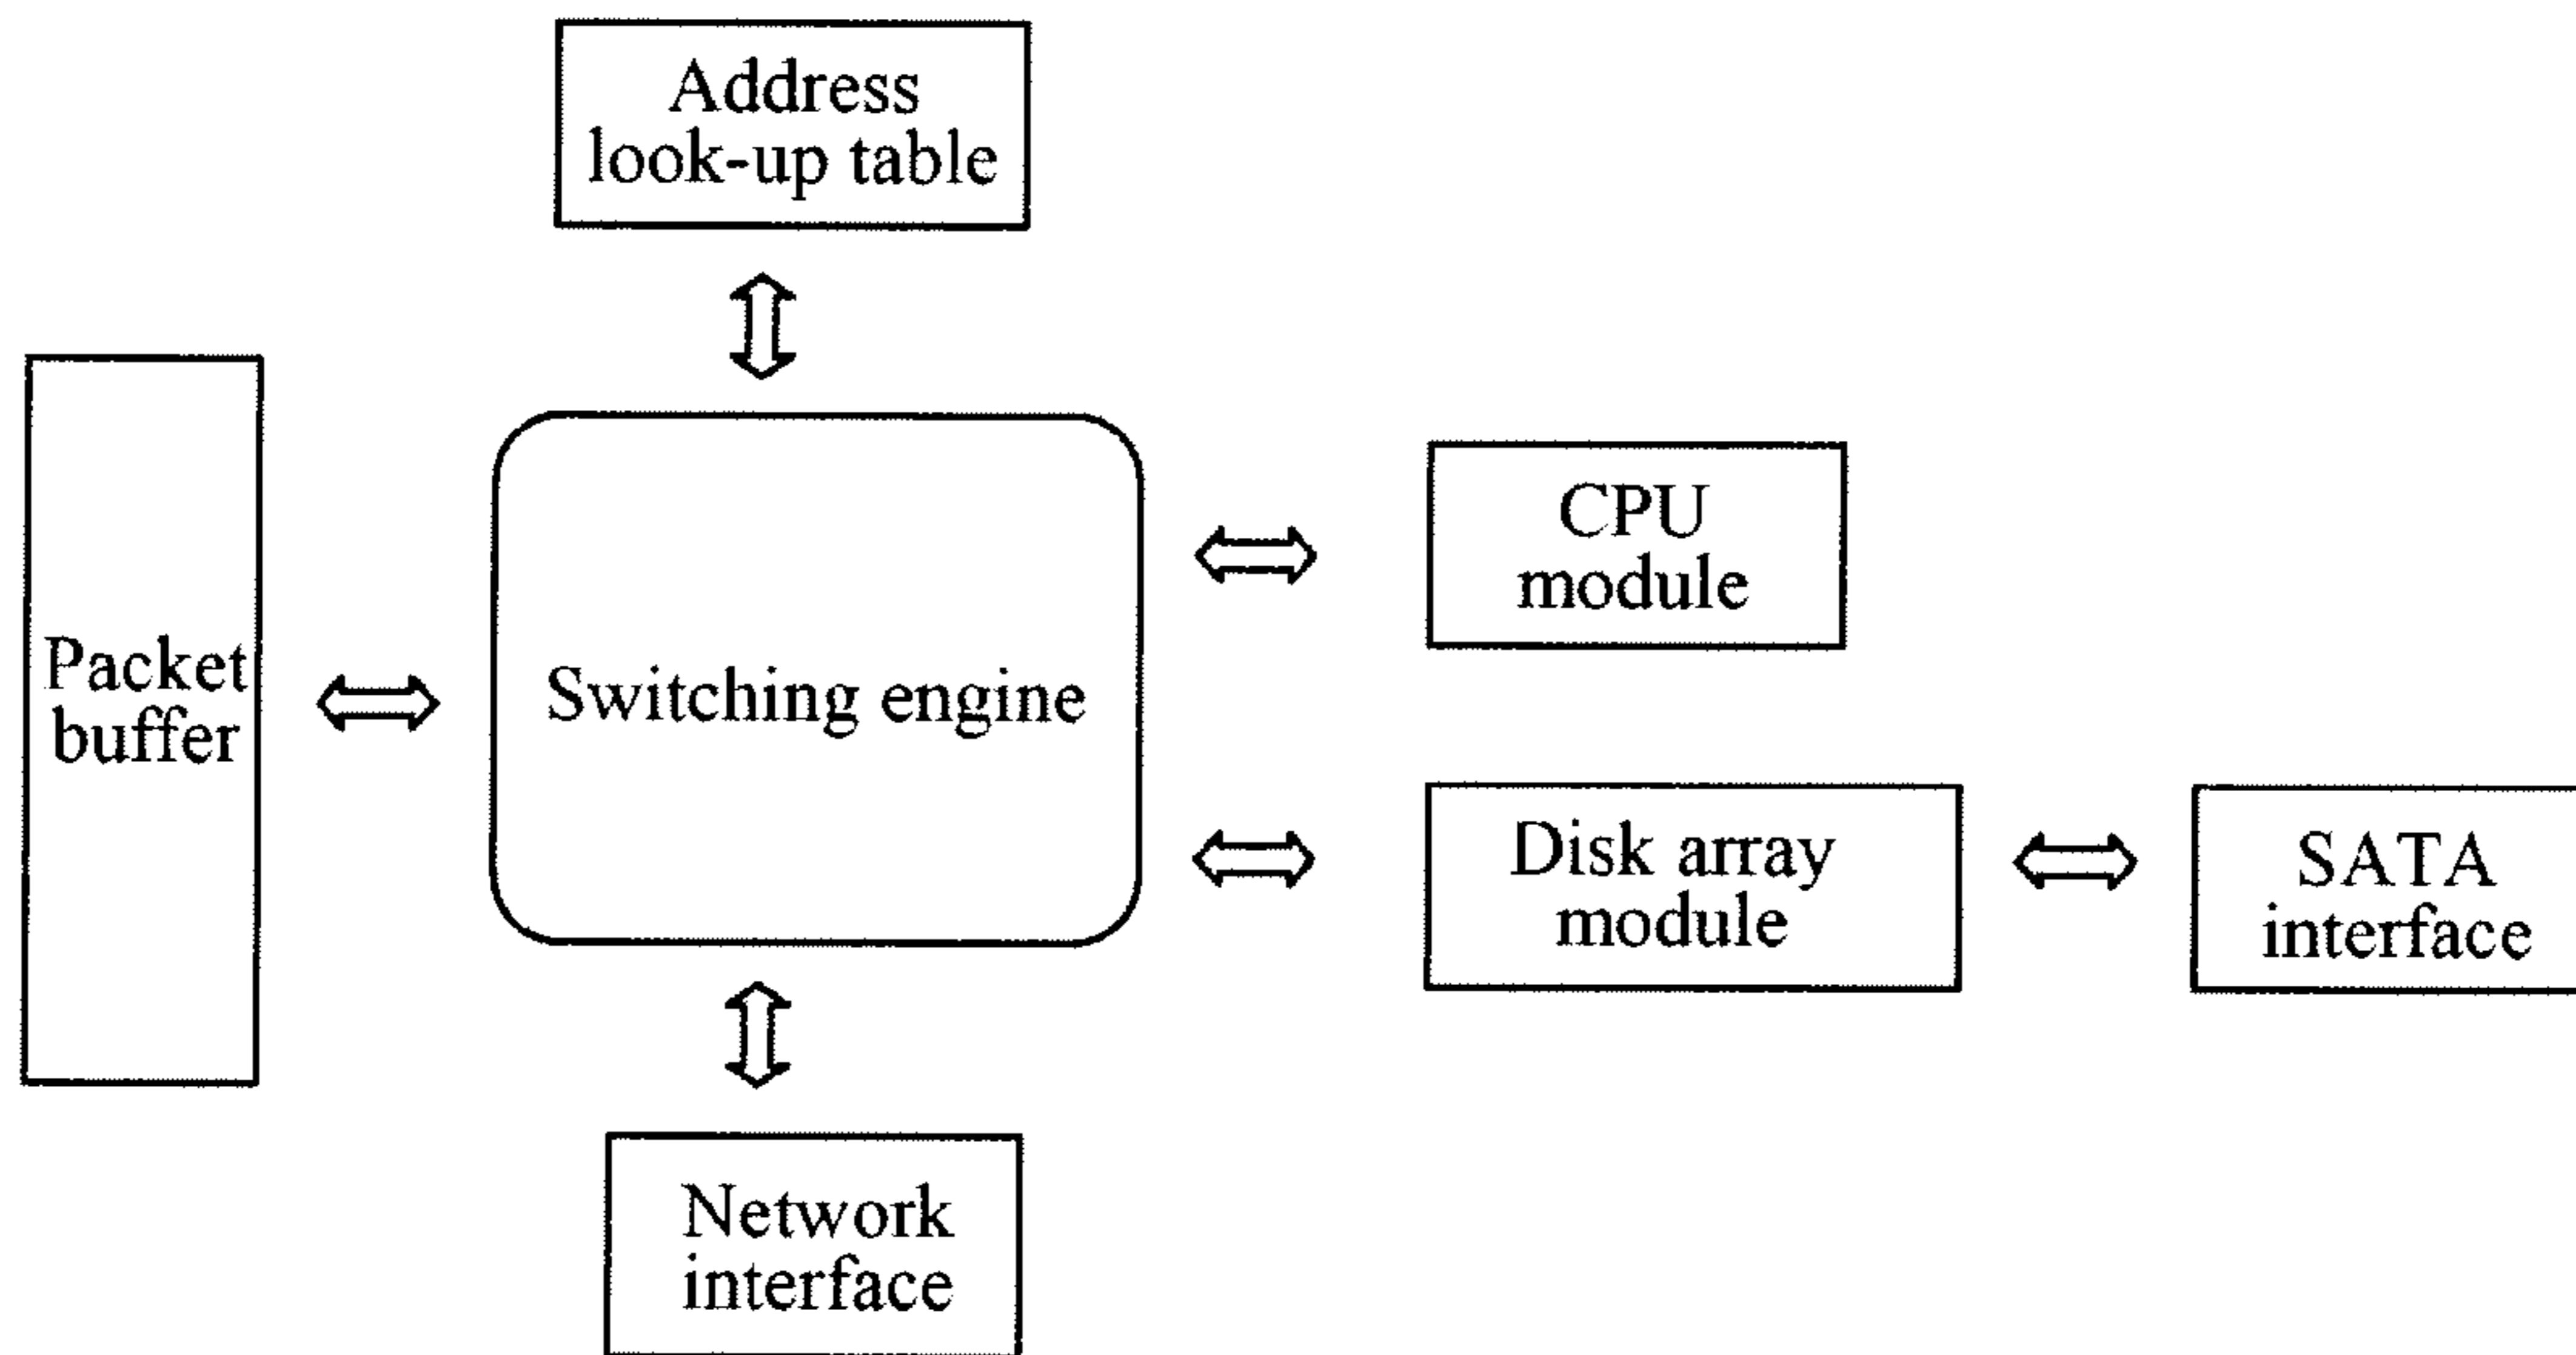 Address
look-up table
Packet
buffer
Switching engine
CPU
module
Disk array
module
SATA
interface
Network
interface